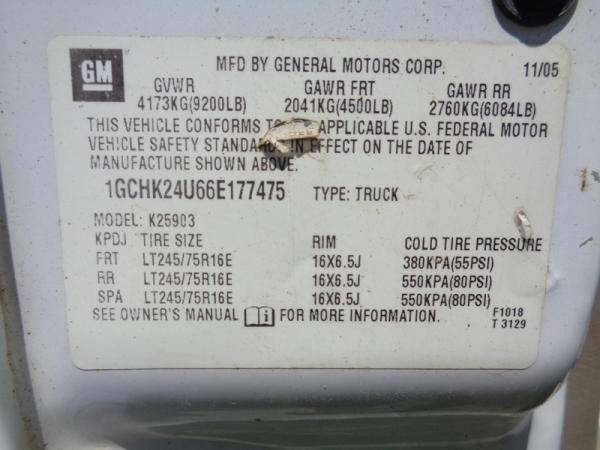 GM
MFD BY GENERAL MOTORS CORP. 11/05
GVWR GAWR FRT GAWR RR
4173KG(9200LB) 2041KG(4500LB) 2760KG(6084LB)
THIS VEHICLE CONFORMS APPLICABLE U.S. FEDERAL MOTOR
VEHICLE SAFETY IN EFFECT ON THE DATE OF
MANUFACTURE SHOWN ABOVE.
1GCHK24U66E177475 TYPE: TRUCK
MODEL: K25903
KPDJ TIRE SIZE RIM COLD TIRE PRESSURE
FRT LT245/75R16E 16X6.5J 380KPA(55PSI)
RR LT245/75R16E 16X6.5J 550KPA(80PSI)
SPA LT245/75R16E 16X6.5J 550KPA(80PSI)
SEE OWNER'S MANUAL FOR MORE INFORMATION. F1018
T 3129